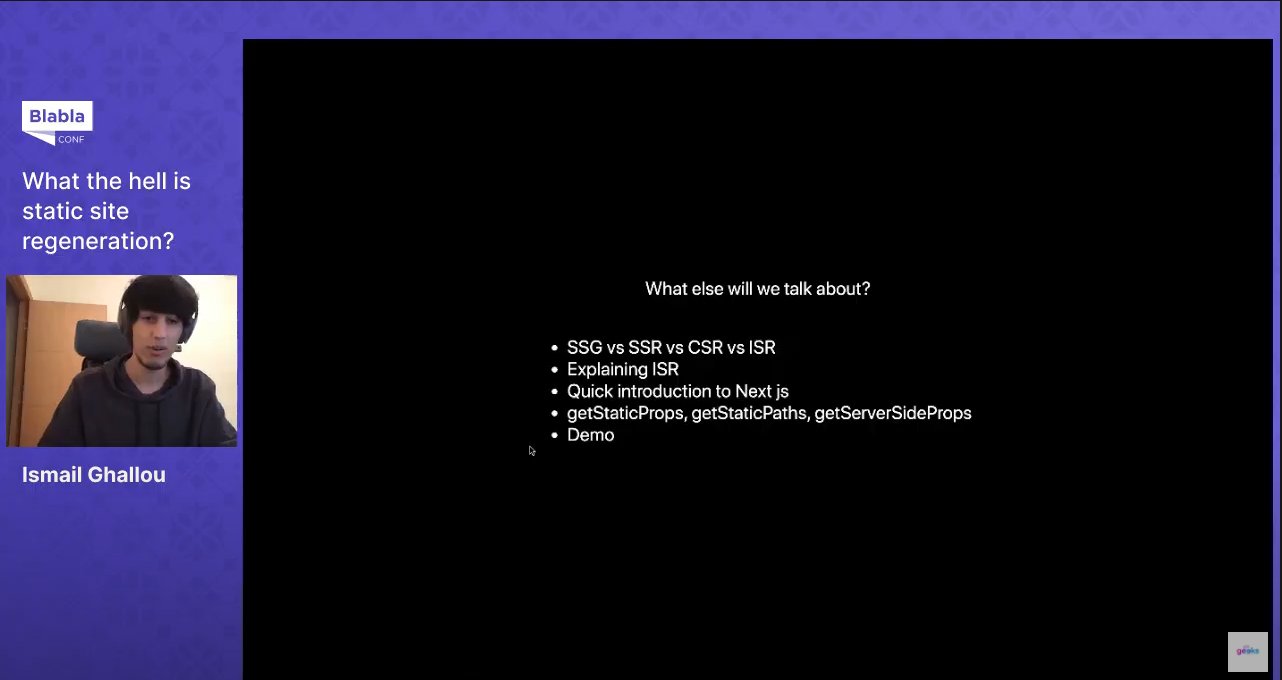 Blabla
CONF
What the hell is
static site
regeneration?
Ismail Ghallou
What else will we talk about?
• SSG vs SSR vs CSR vs ISR
• Explaining ISR
• Quick introduction to Next js
• getStaticProps, getStaticPaths, getServerSideProps
• Demo
geeks